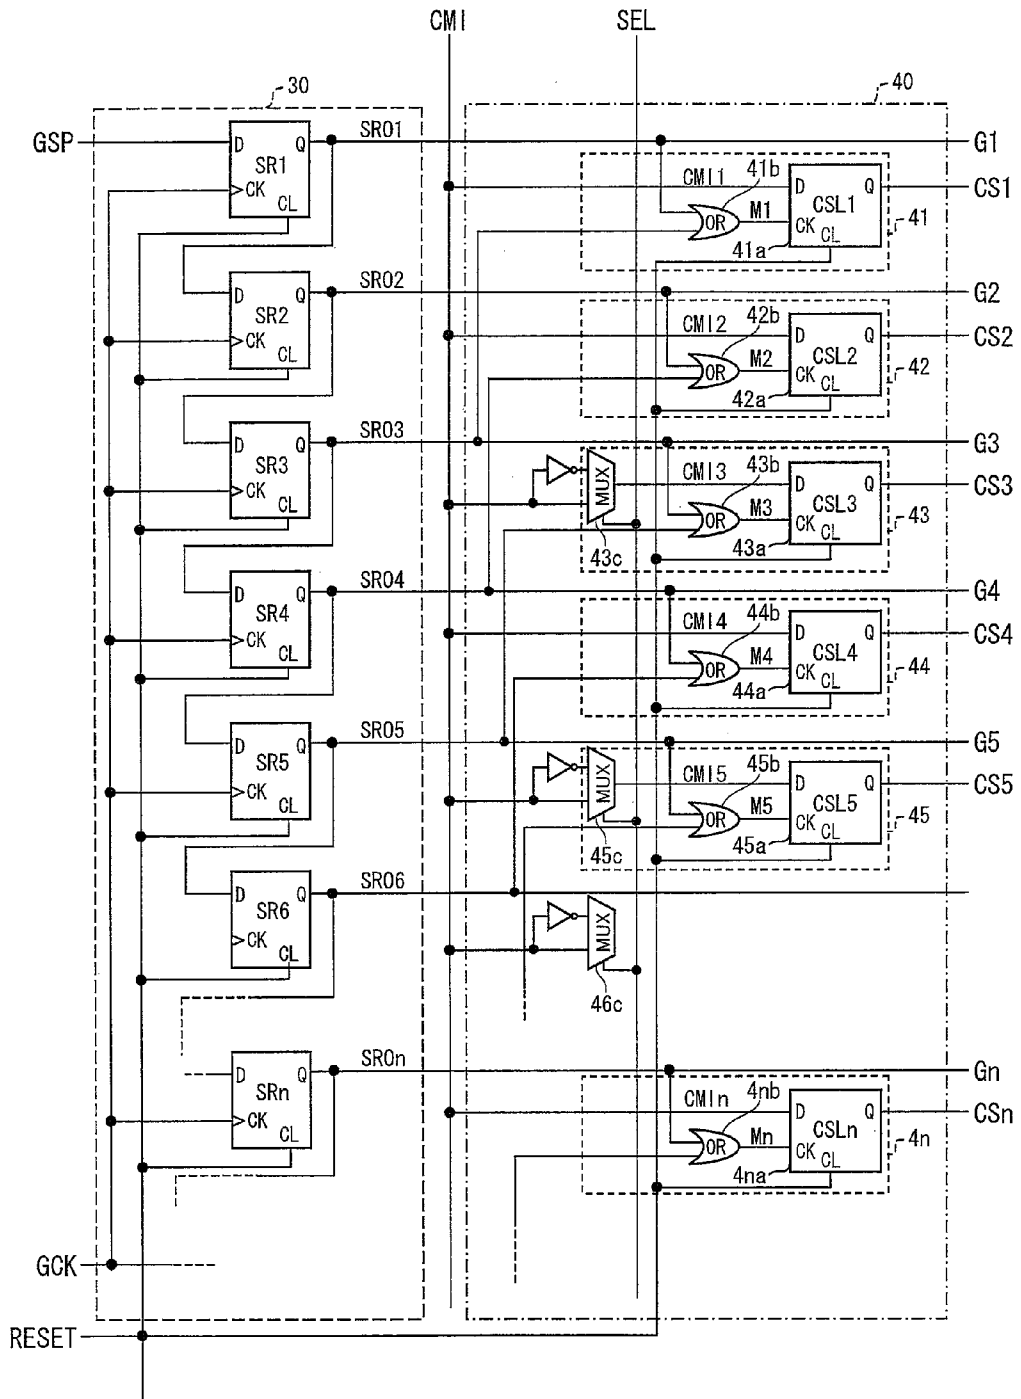 CMI SEL
30 40
GSP D Q SRO1 G1
SR1 CMI1 41b D Q CS1
CK CL OR M1 CSL1 41
41a CK CL
D Q SRO2 G2
SR2 CMI2 42b D Q CS2
CK CL OR M2 CSL2 42
42a CK CL
D Q SRO3 G3
SR3 MUX CMI3 43b D Q CS3
CK CL OR M3 CSL3 43
43c 43a CK CL
D Q SRO4 G4
SR4 CMI4 44b D Q CS4
CK CL OR M4 CSL4 44
44a CK CL
D Q SRO5 G5
SR5 MUX CMI5 45b D Q CS5
CK CL OR M5 CSL5 45
45c 45a CK CL
D Q SRO6
SR6 MUX
CK CL
46c
D Q SROn Gn
SRn CMIn 4nb D Q CSn
CK CL OR Mn CSLn 4n
4na CK CL
GCK
RESET